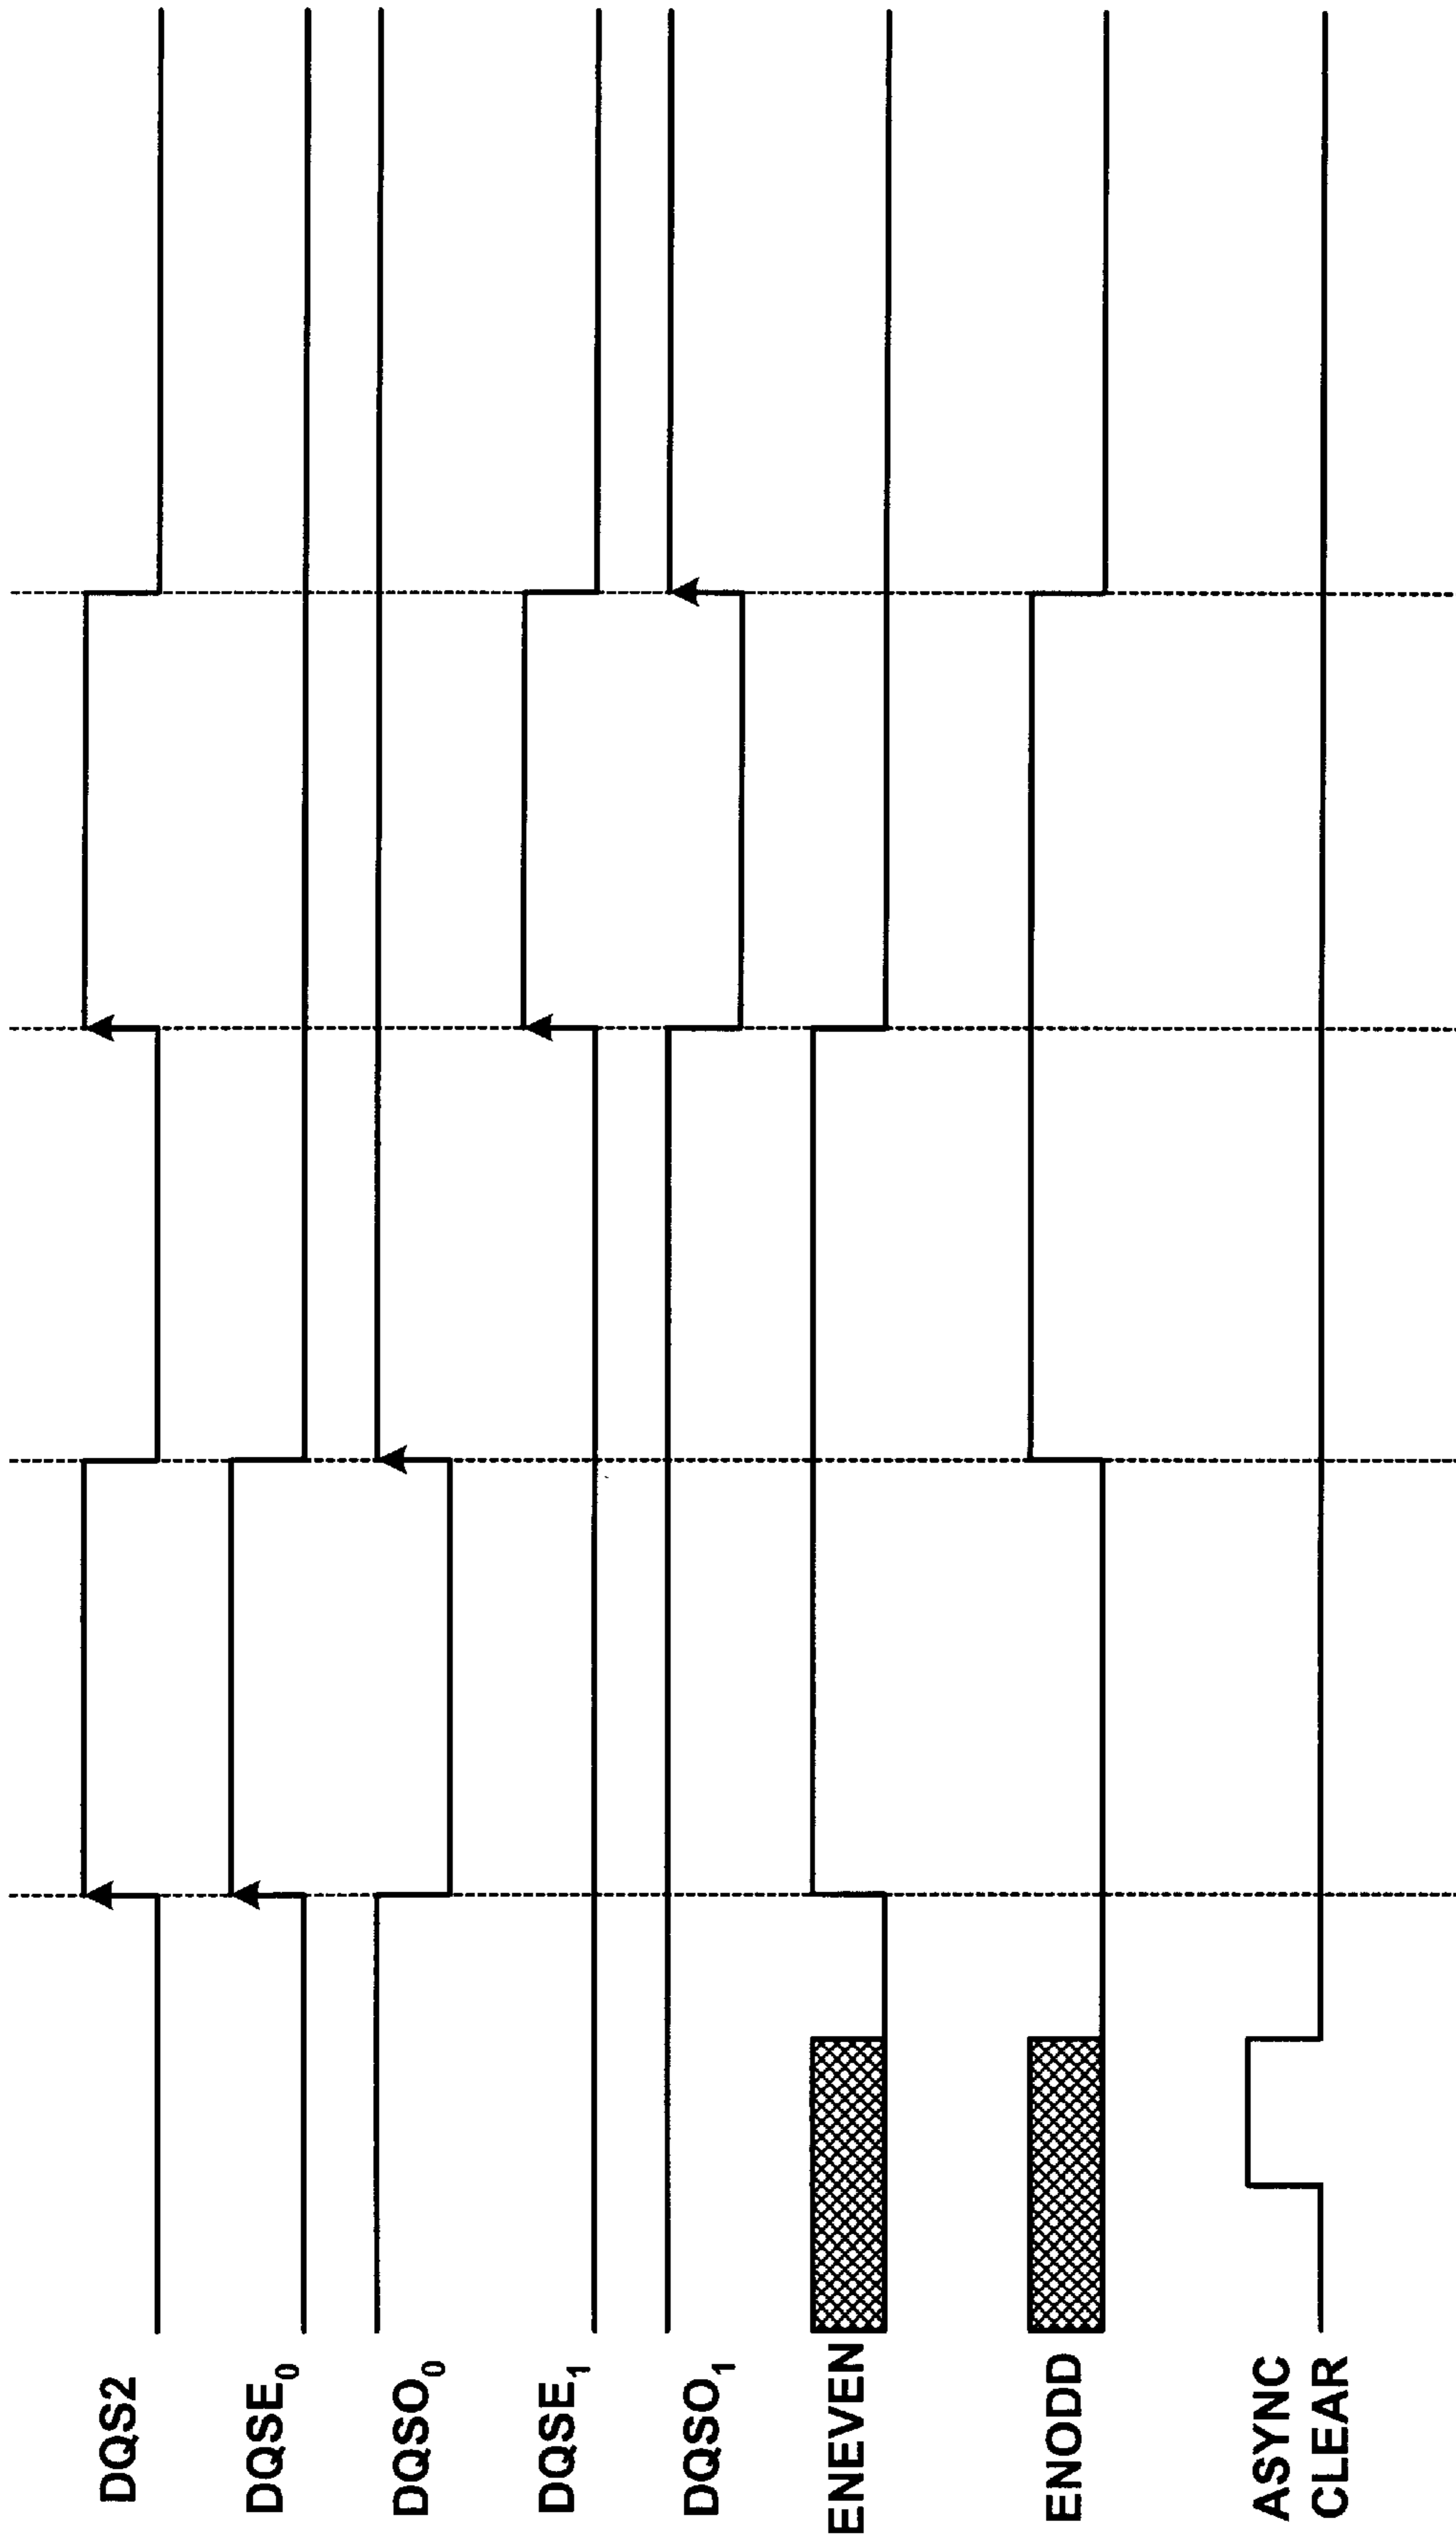 DQS2
DQSE₀
DQSO₀
DQSE₁
DQSO₁
ENEVEN
ENODD
ASYNC
CLEAR